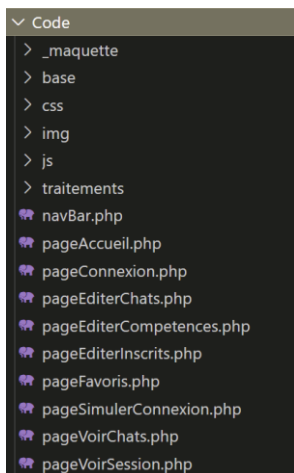 Code
_maquette
base
css
img
js
traitements
navBar.php
pageAccueil.php
pageConnexion.php
pageEditerChats.php
pageEditerCompetences.php
pageEditerInscrits.php
pageFavoris.php
pageSimulerConnexion.php
pageVoirChats.php
pageVoirSession.php